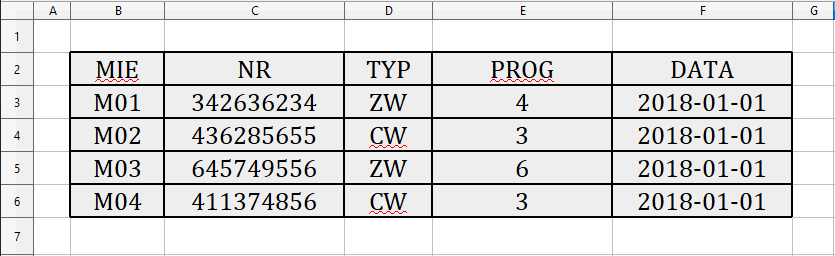 A B C D E F G
1
2 MIE NR TYP PROG DATA
3 M01 342636234 ZW 4 2018-01-01
4 M02 436285655 CW 3 2018-01-01
5 M03 645749556 ZW 6 2018-01-01
6 M04 411374856 CW 3 2018-01-01
7